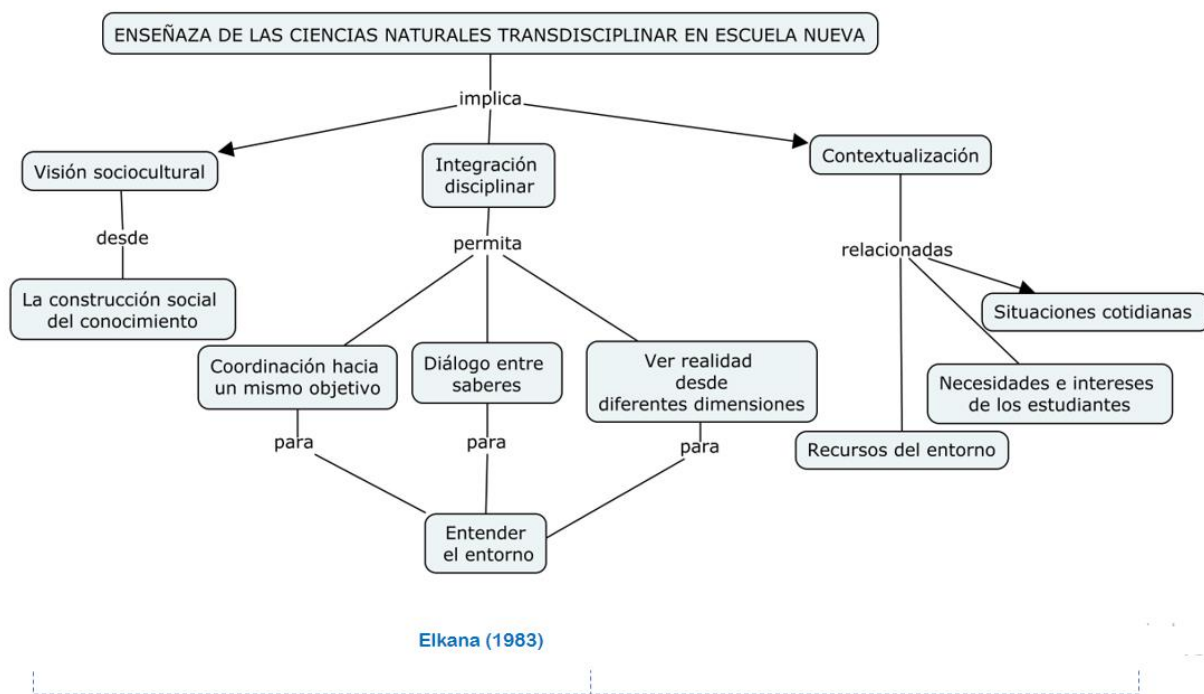 ENSEÑAZA DE LAS CIENCIAS NATURALES TRANSDISCIPLINAR EN ESCUELA NUEVA
implica
Visión sociocultural
Integración
disciplinar
Contextualización
desde
permita
relacionadas
La construcción social
del conocimiento
Situaciones cotidianas
Coordinación hacia
un mismo objetivo
Diálogo entre
saberes
Ver realidad
desde
diferentes dimensiones
Necesidades e intereses
de los estudiantes
para
para
para
Recursos del entorno
Entender
el entorno
Elkana (1983)